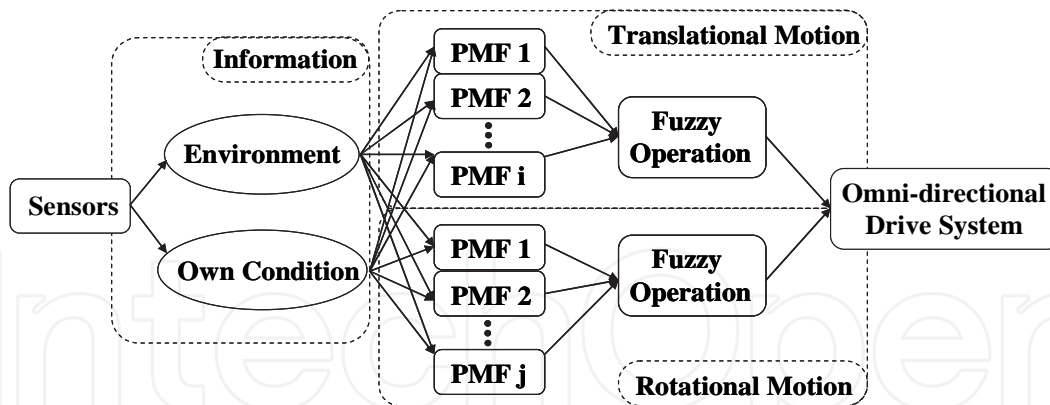 Information
Translational Motion
Sensors
Environment
Own Condition
PMF 1
PMF 2
PMF i
Fuzzy
Operation
PMF 1
PMF 2
PMF j
Fuzzy
Operation
Omni-directional
Drive System
Rotational Motion
IntechOpen